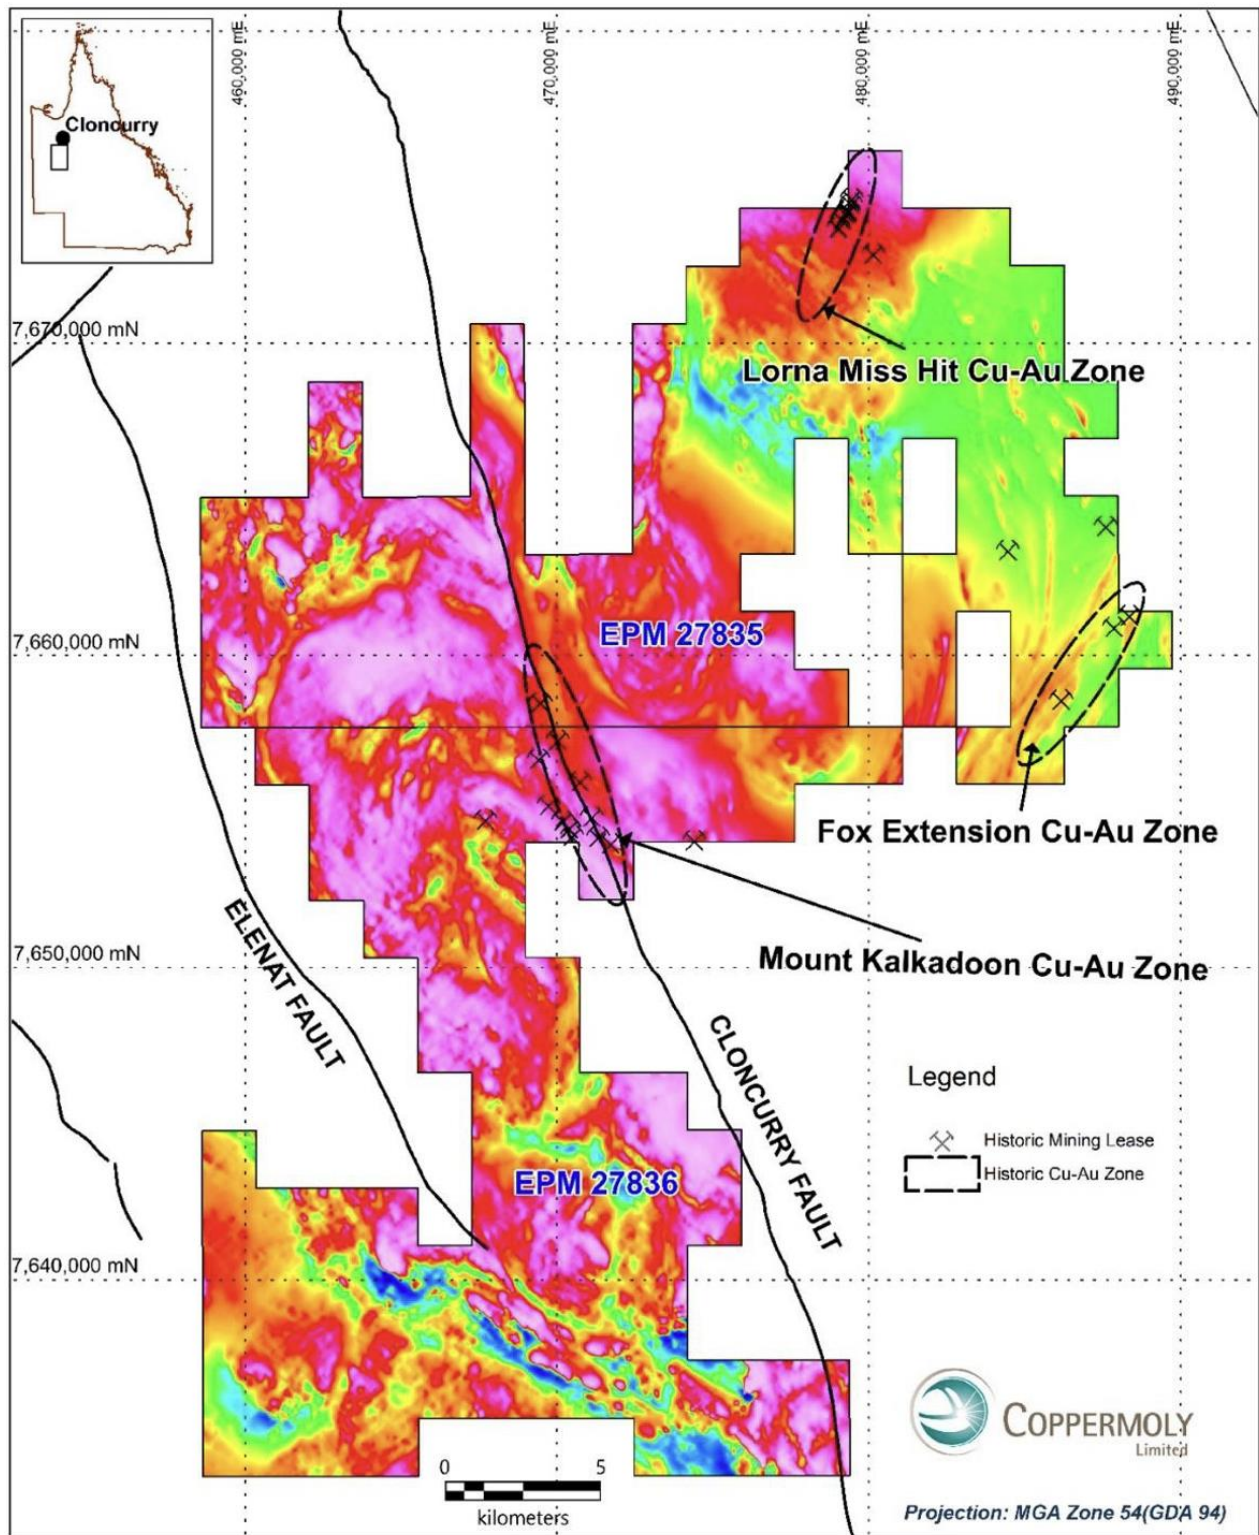 460,000 mE
470,000 mE
480,000 mE
490,000 mE
Cloncurry
7,670,000 mN
Lorna Miss Hit Cu-Au Zone
EPM 27835
7,660,000 mN
Fox Extension Cu-Au Zone
7,650,000 mN
Mount Kalkadoon Cu-Au Zone
ELENAT FAULT
CLONCURRY FAULT
Legend
Historic Mining Lease
Historic Cu-Au Zone
EPM 27836
7,640,000 mN
COPPERMOLY
Limited
0 5
kilometers
Projection: MGA Zone 54(GDA 94)